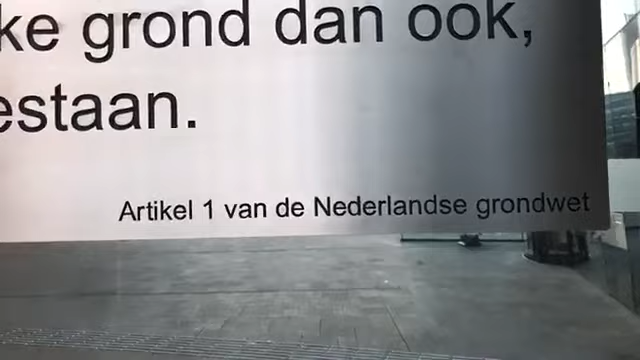 ke grond dan ook,
estaan.
Artikel 1 van de Nederlandse grondwet